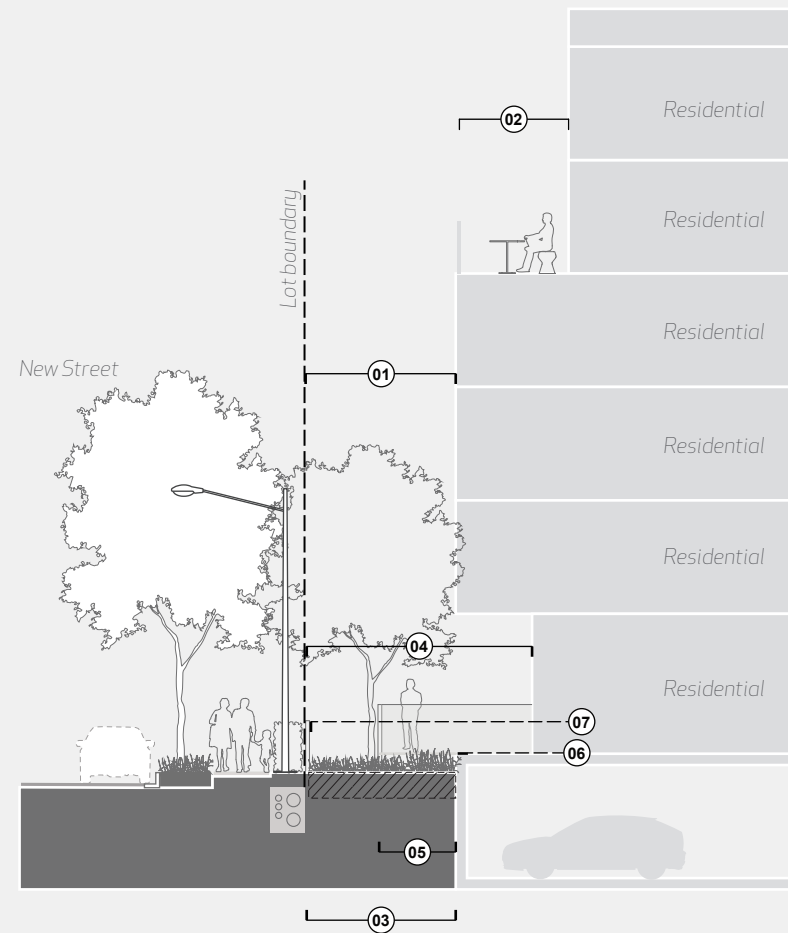 Residential
02
Residential
Lot boundary
Residential
New Street
01
Residential
Residential
04
Residential
07
06
05
03